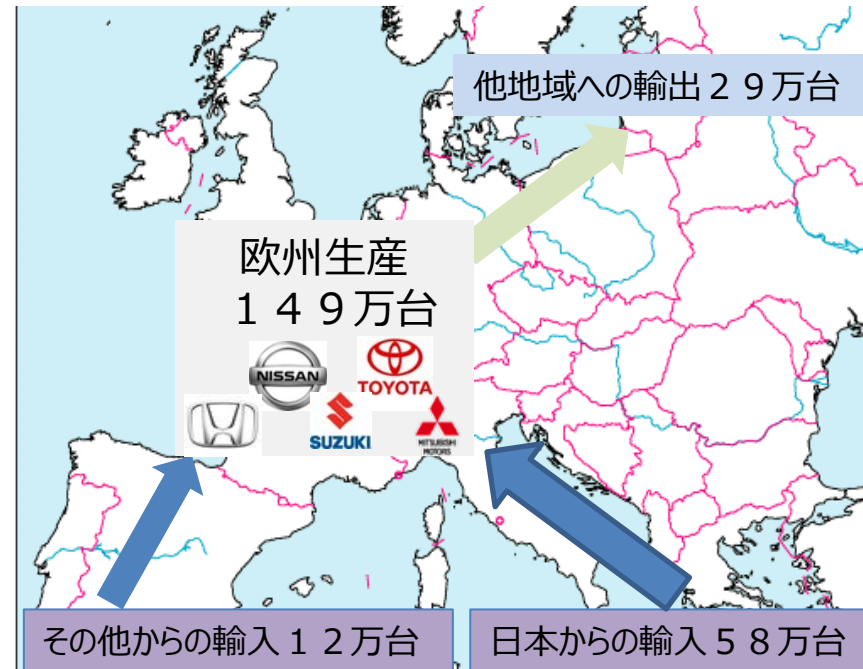 他地域への輸出２９万台
欧州生産
１４９万台
NISSAN
TOYOTA
SUZUKI
MITSUBISHI
MOTORS
その他からの輸入１２万台
日本からの輸入５８万台